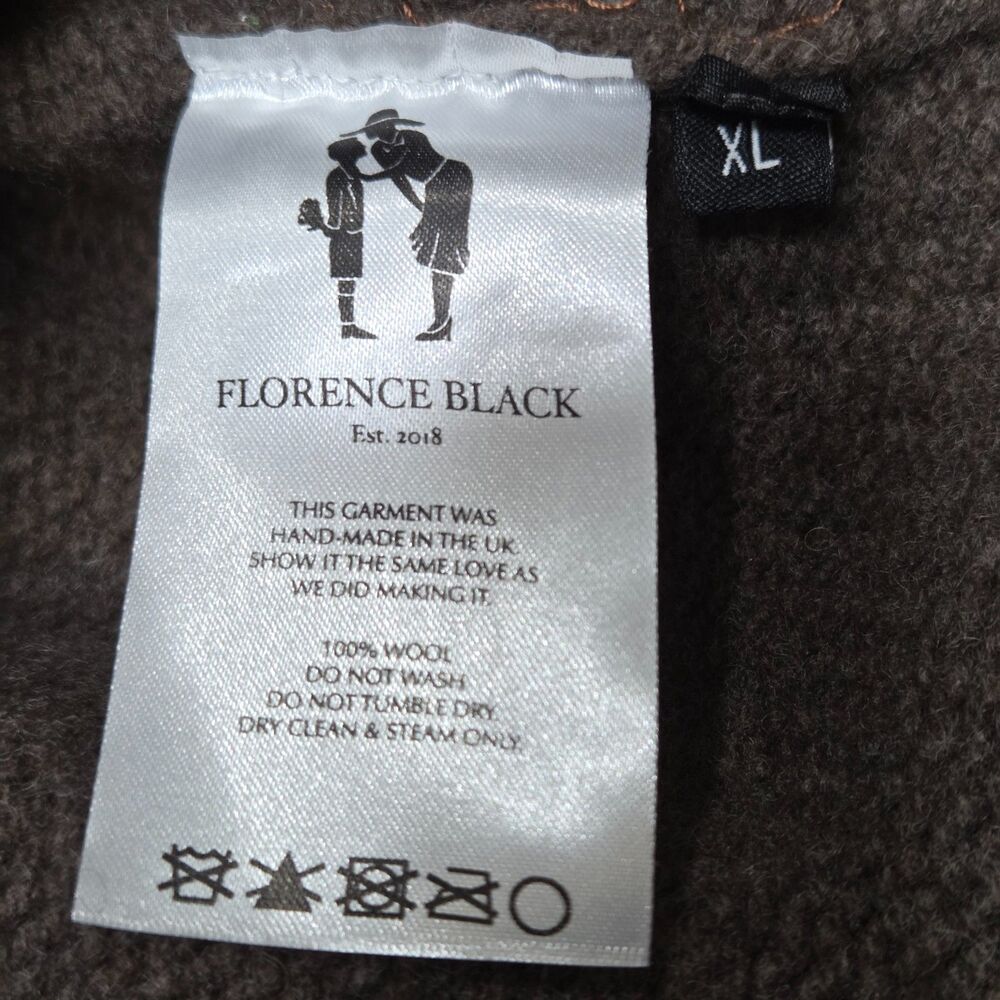 XL
FLORENCE BLACK
Est. 2018
THIS GARMENT WAS
HAND-MADE IN THE UK.
SHOW IT THE SAME LOVE AS
WE DID MAKING IT.
100% WOOL
DO NOT WASH
DO NOT TUMBLE DRY.
DRY CLEAN & STEAM ONLY.